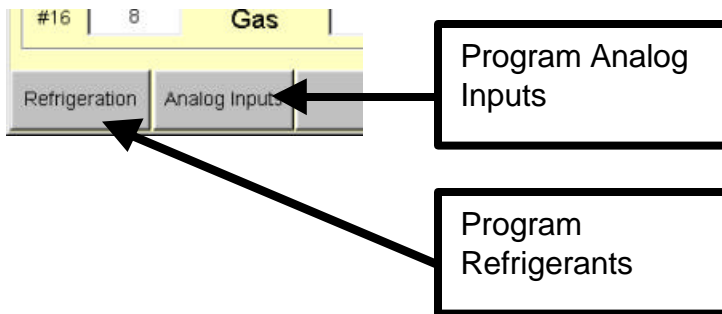 #16 8 Gas
Refrigeration Analog Inputs
Program Analog
Inputs
Program
Refrigerants